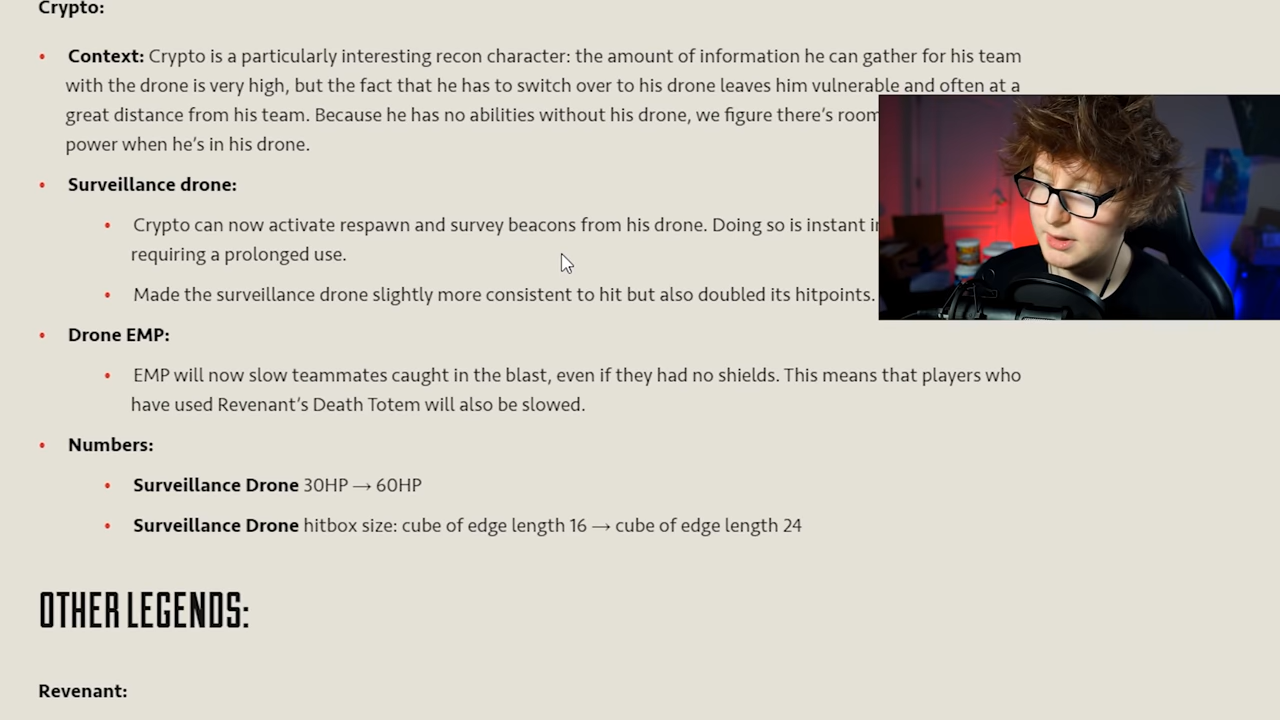 Crypto:
• Context: Crypto is a particularly interesting recon character: the amount of information he can gather for his team
with the drone is very high, but the fact that he has to switch over to his drone leaves him vulnerable and often at a
great distance from his team. Because he has no abilities without his drone, we figure there's room
power when he's in his drone.
• Surveillance drone:
• Crypto can now activate respawn and survey beacons from his drone. Doing so is instant
requiring a prolonged use.
• Made the surveillance drone slightly more consistent to hit but also doubled its hitpoints.
• Drone EMP:
• EMP will now slow teammates caught in the blast, even if they had no shields. This means that players who
have used Revenant's Death Totem will also be slowed.
• Numbers:
• Surveillance Drone 30HP → 60HP
• Surveillance Drone hitbox size: cube of edge length 16 → cube of edge length 24
OTHER LEGENDS:
Revenant: